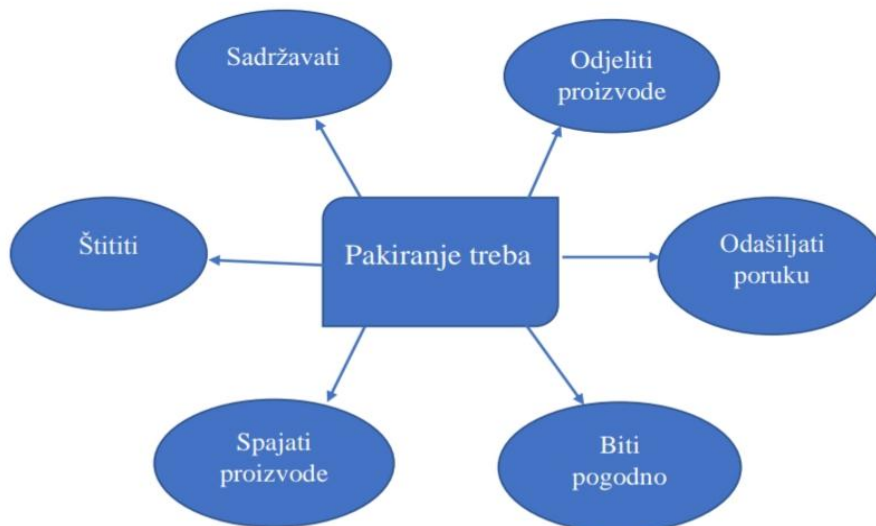 Sadržavati
Odjeliti
proizvode
Štititi
Pakiranje treba
Odašiljati
poruku
Spajati
proizvode
Biti
pogodno